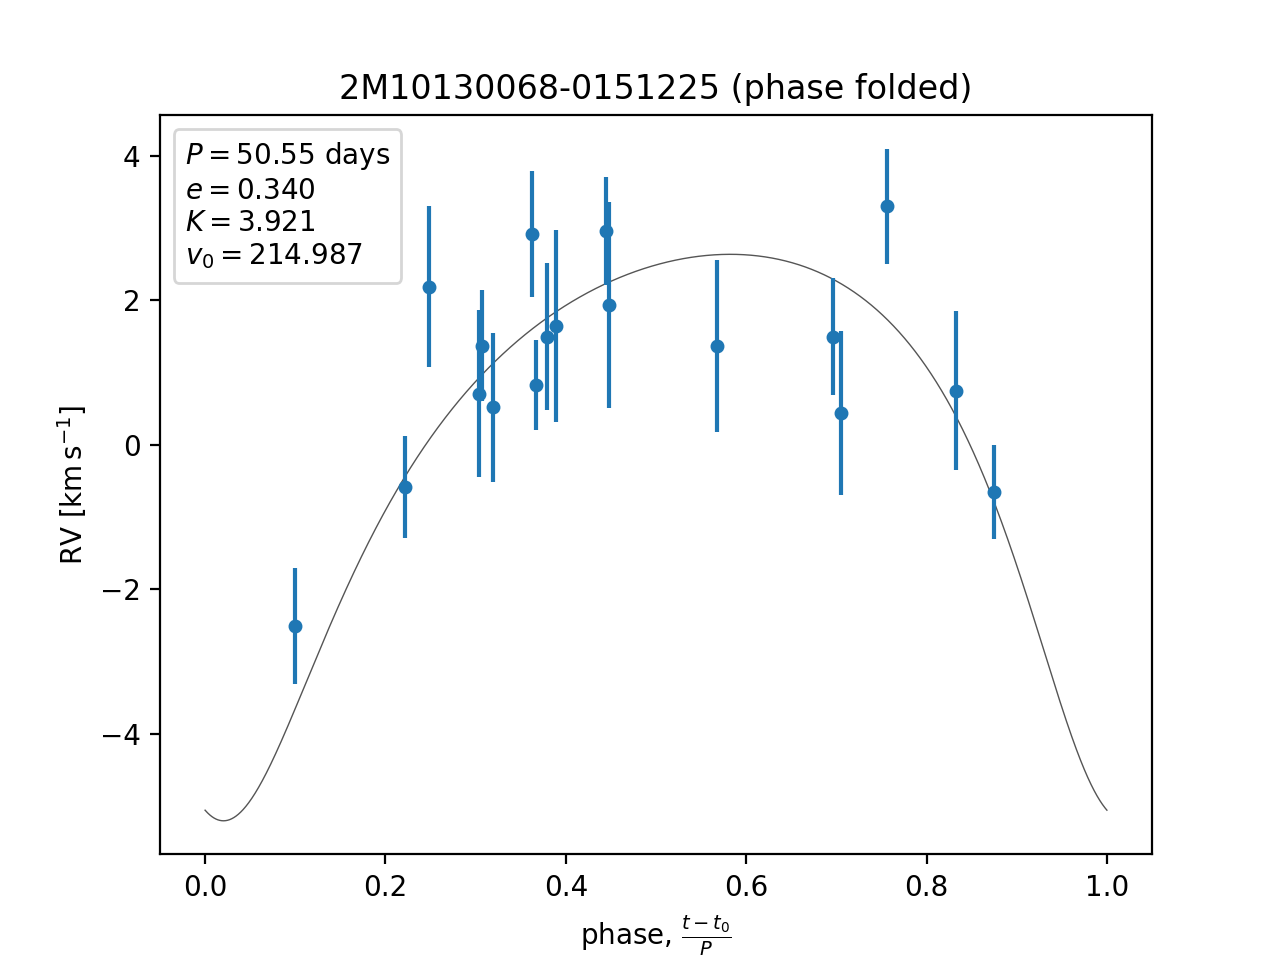 2M10130068-0151225 (phase folded)
P = 50.55 days
e = 0.340
K = 3.921
v₀ = 214.987
4
2
0
−2
−4
RV [km s⁻¹]
0.0 0.2 0.4 0.6 0.8 1.0
phase, (t − t₀)/P